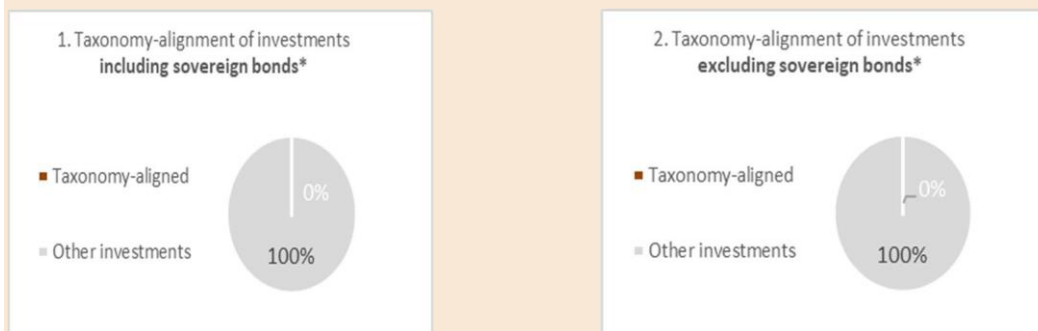 1. Taxonomy-alignment of investments
including sovereign bonds*
Taxonomy-aligned
0%
Other investments
100%
2. Taxonomy-alignment of investments
excluding sovereign bonds*
Taxonomy-aligned
0%
Other investments
100%